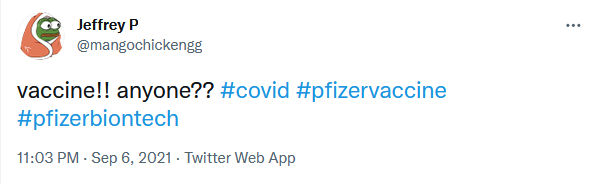 Jeffrey P
@mangochickengg
vaccine!! anyone?? #covid #pfizervaccine
#pfizerbiontech
11:03 PM · Sep 6, 2021 · Twitter Web App